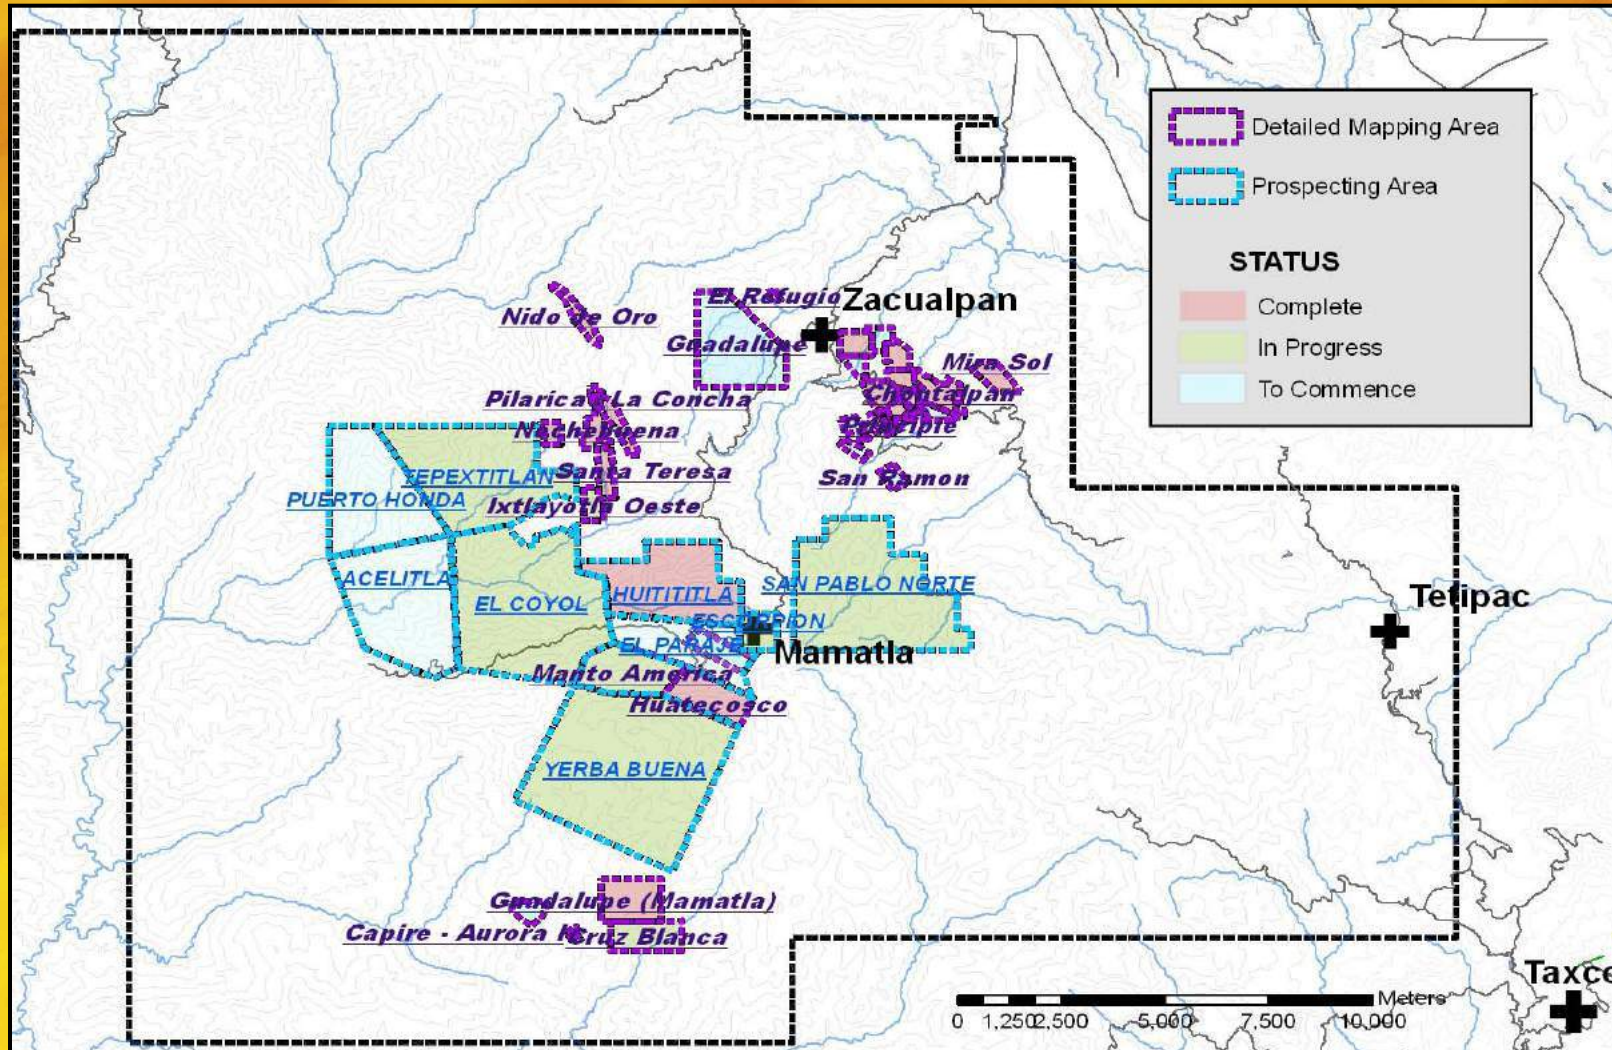 Detailed Mapping Area
Prospecting Area
STATUS
Complete
In Progress
To Commence
El Refugio
Zacualpan
Nido de Oro
Guadalupe
Mira Sol
Pilarica
La Concha
Chontalpan
Nochebuena
Principie
TEPEXTITLAN
Santa Teresa
San Ramon
PUERTO HONDA
Ixtlayotla Oeste
ACELITLA
EL COYOL
HUITITITLA
SAN PABLO NORTE
Tetipac
ESCORPION
EL PARAJE
Mamatla
Manto America
Huatecosco
YERBA BUENA
Guadalupe (Mamatla)
Capire - Aurora
Cruz Blanca
Taxco
Meters
0 1,250 2,500 5,000 7,500 10,000